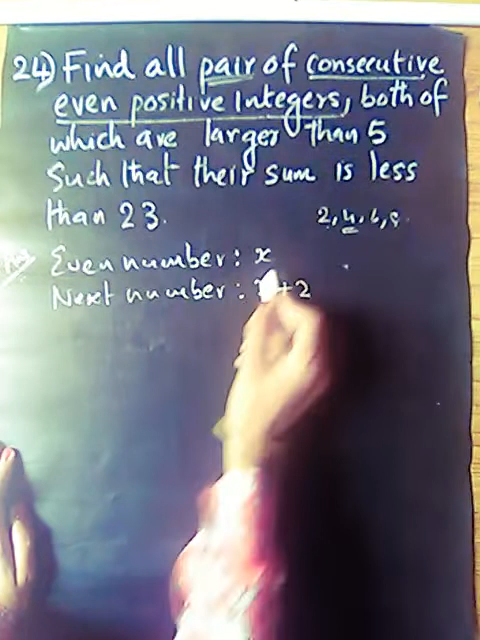 24) Find all pair of consecutive
even positive Integers, both of
which are larger than 5
Such that their sum is less
than 23.
2, 4, 6, 8.
Even number : x
Next number : +2